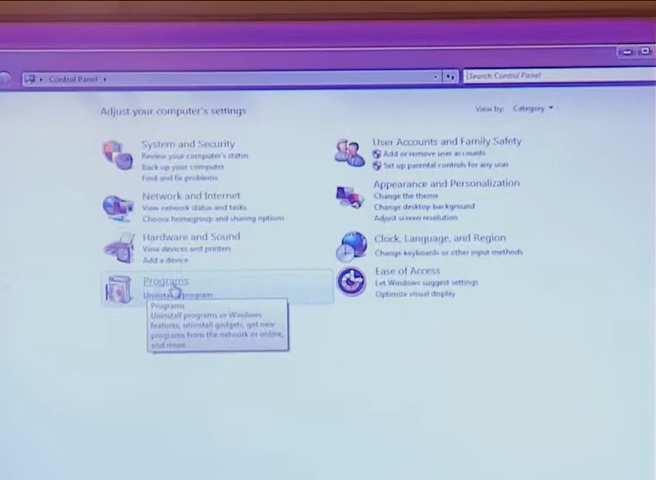 Control Panel
Search Control Panel
Adjust your computer's settings
View by: Category
System and Security
Review your computer's status
Back up your computer
Find and fix problems
Network and Internet
View network status and tasks
Choose homegroup and sharing options
Hardware and Sound
View devices and printers
Add a device
Programs
Uninstall a program
Programs
Uninstall programs or Windows
features, uninstall gadgets, get new
programs from the network or online,
and more.
User Accounts and Family Safety
Add or remove user accounts
Set up parental controls for any user
Appearance and Personalization
Change the theme
Change desktop background
Adjust screen resolution
Clock, Language, and Region
Change keyboards or other input methods
Ease of Access
Let Windows suggest settings
Optimize visual display